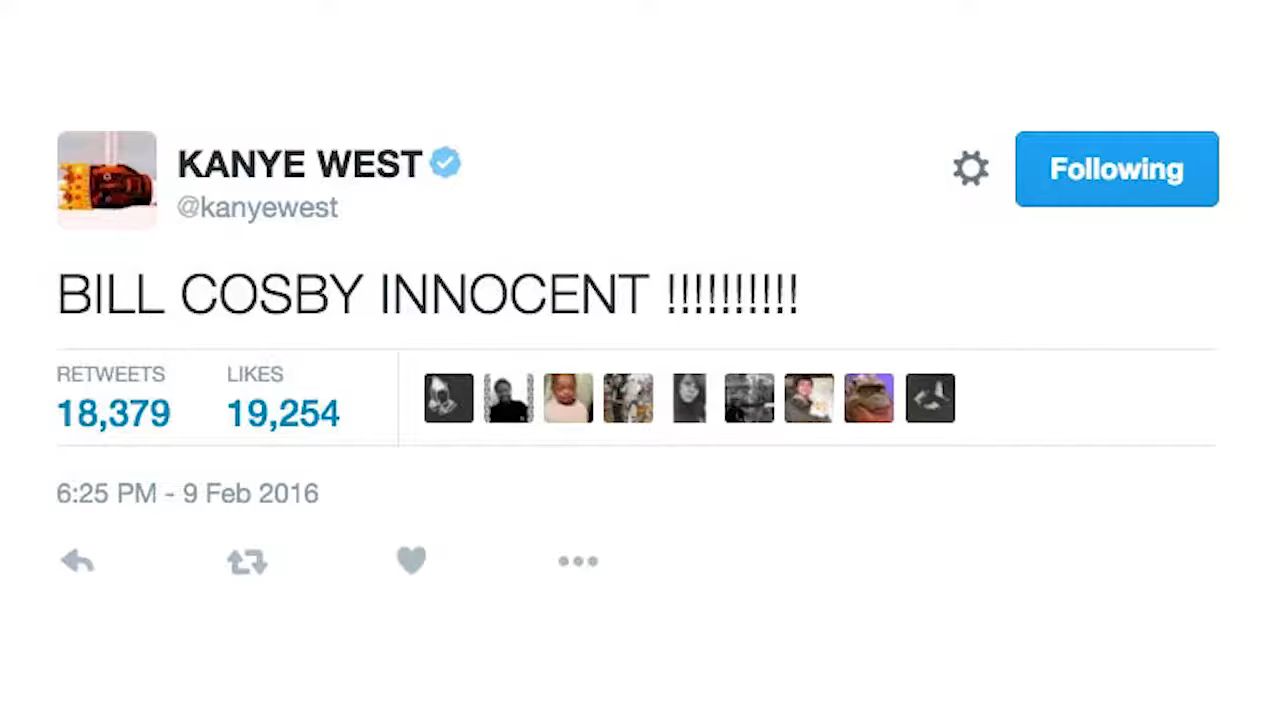 KANYE WEST
@kanyewest
Following
BILL COSBY INNOCENT !!!!!!!!!!
RETWEETS
18,379
LIKES
19,254
6:25 PM - 9 Feb 2016